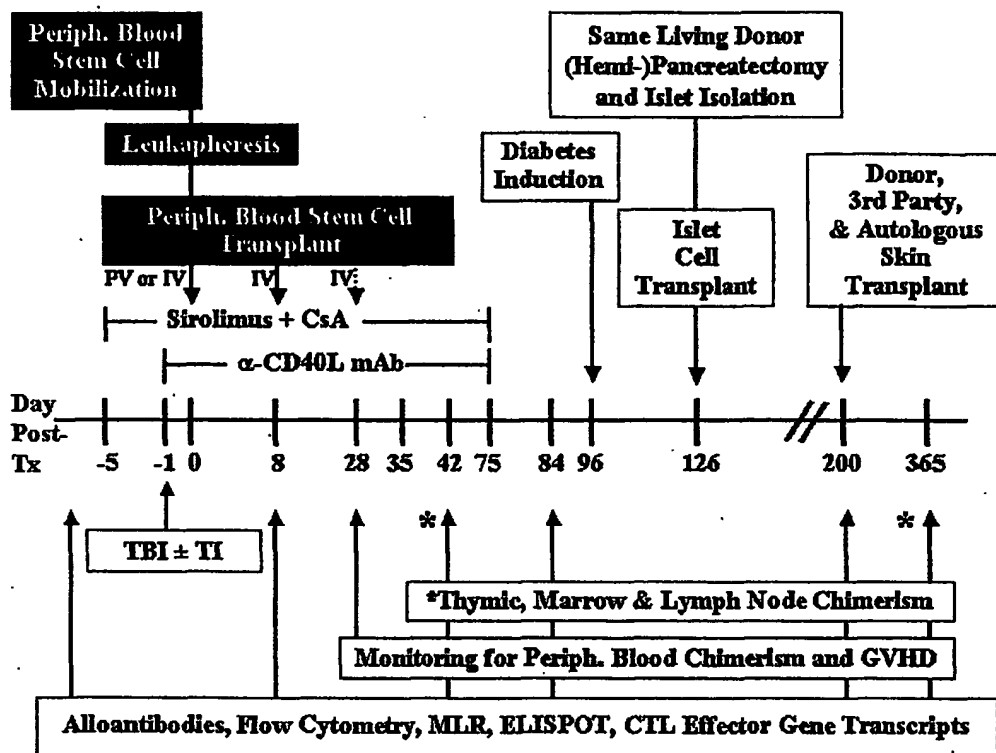 Periph. Blood
Stem Cell
Mobilization
Leukapheresis
Periph. Blood Stem Cell
Transplant
PV or IV
IV
IV
Sirolimus + CsA
α-CD40L mAb
Diabetes
Induction
Same Living Donor
(Hemi-)Pancreatectomy
and Islet Isolation
Islet
Cell
Transplant
Donor,
3rd Party,
& Autologous
Skin
Transplant
Day
Post-
Tx
-5 -1 0 8 28 35 42 75 84 96 126 200 365
* *
TBI ± TI
*Thymic, Marrow & Lymph Node Chimerism
Monitoring for Periph. Blood Chimerism and GVHD
Alloantibodies, Flow Cytometry, MLR, ELISPOT, CTL Effector Gene Transcripts